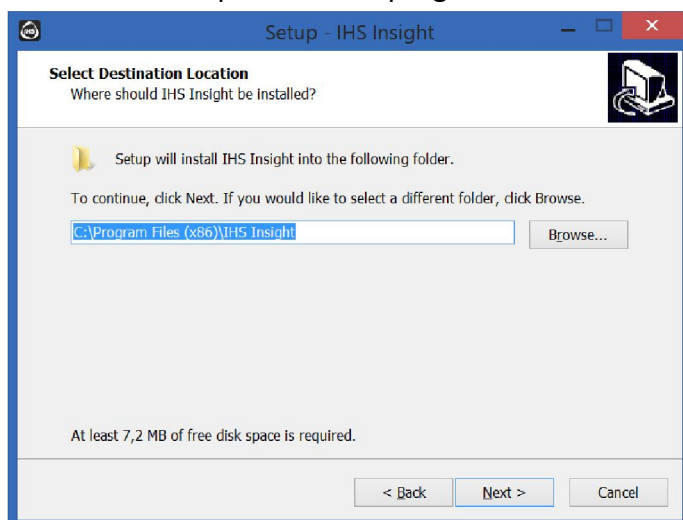 Setup - IHS Insight
Select Destination Location
Where should IHS Insight be installed?
Setup will install IHS Insight into the following folder.
To continue, click Next. If you would like to select a different folder, click Browse.
C:\Program Files (x86)\IHS Insight
Browse...
At least 7,2 MB of free disk space is required.
< Back
Next >
Cancel